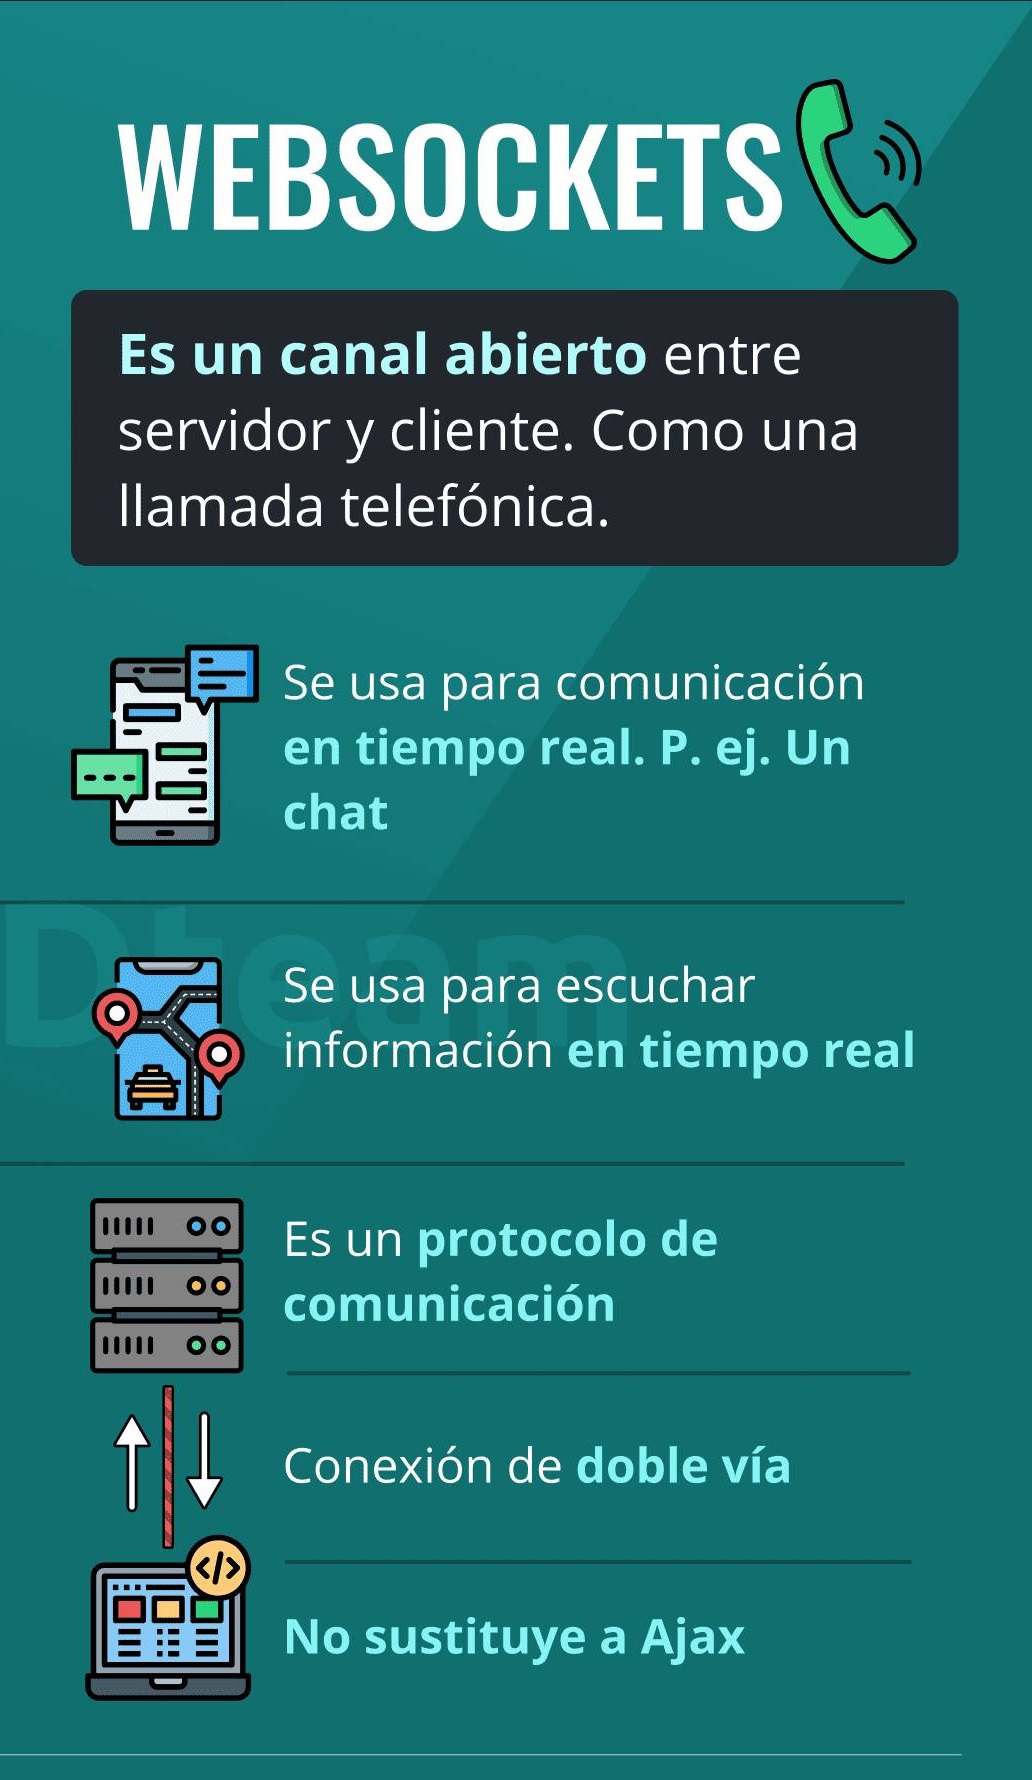 WEBSOCKETS
Es un canal abierto entre
servidor y cliente. Como una
llamada telefónica.
Se usa para comunicación
en tiempo real. P. ej. Un
chat
Dteam
Se usa para escuchar
información en tiempo real
Es un protocolo de
comunicación
Conexión de doble vía
</>
No sustituye a Ajax